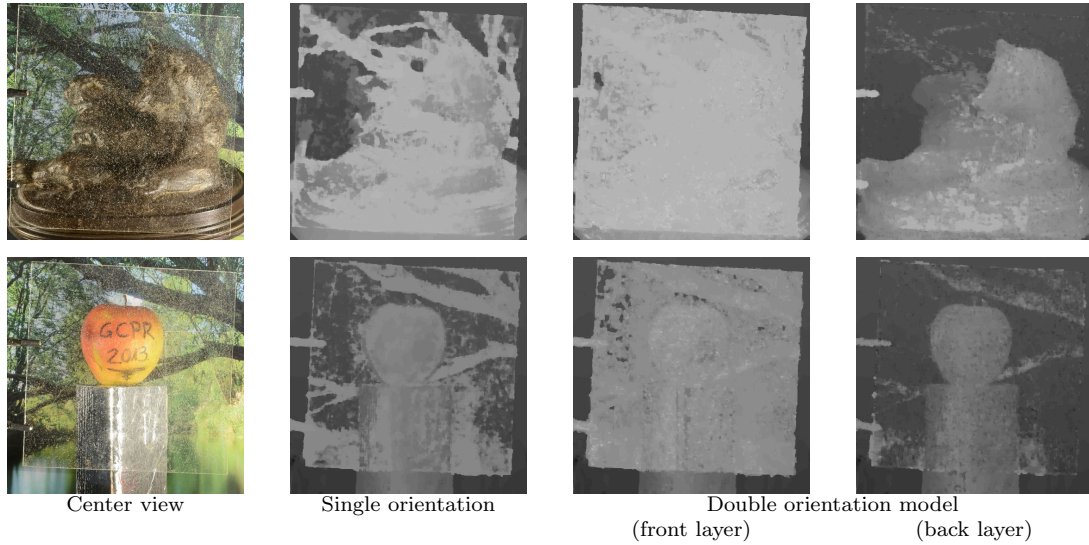 GCPR
2013
Center view
Single orientation
Double orientation model
(front layer)
(back layer)